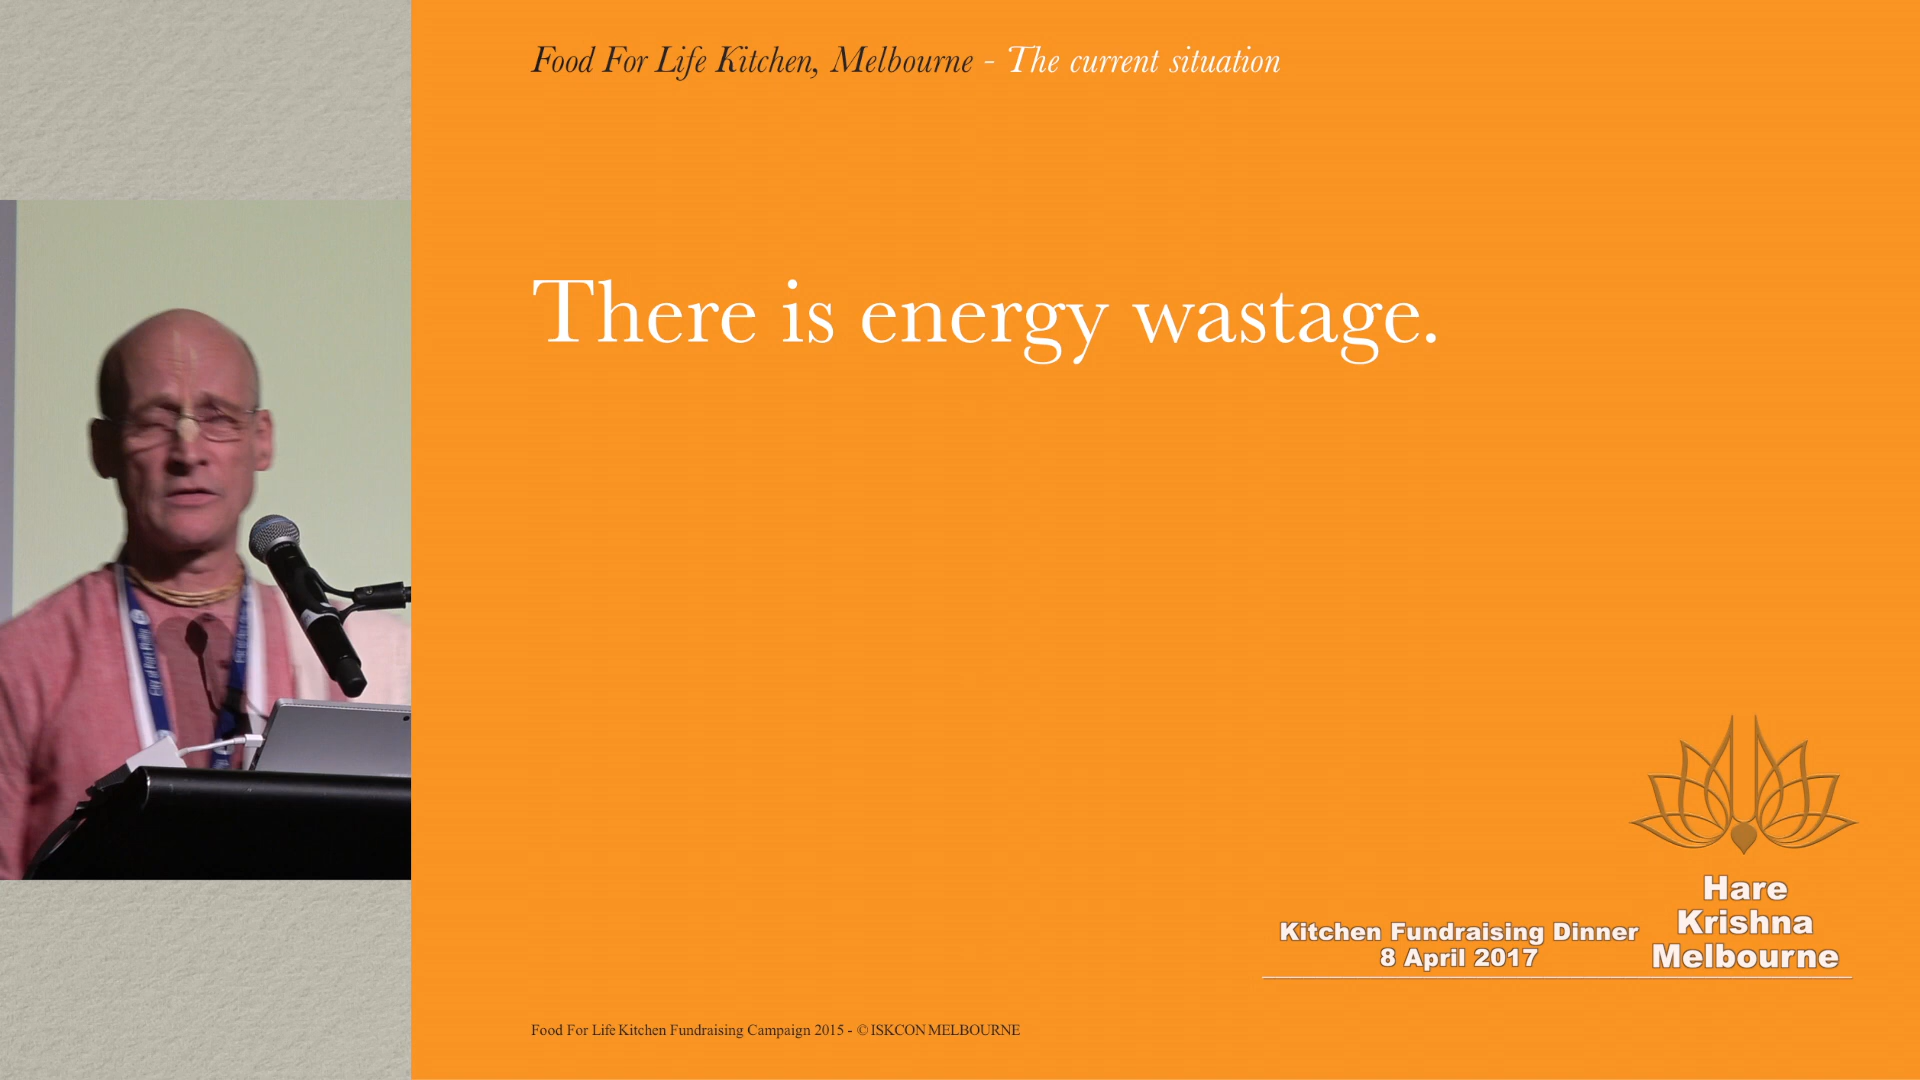 Food For Life Kitchen, Melbourne - The current situation
There is energy wastage.
Hare
Krishna
Melbourne
Kitchen Fundraising Dinner
8 April 2017
Food For Life Kitchen Fundraising Campaign 2015 - © ISKCON MELBOURNE